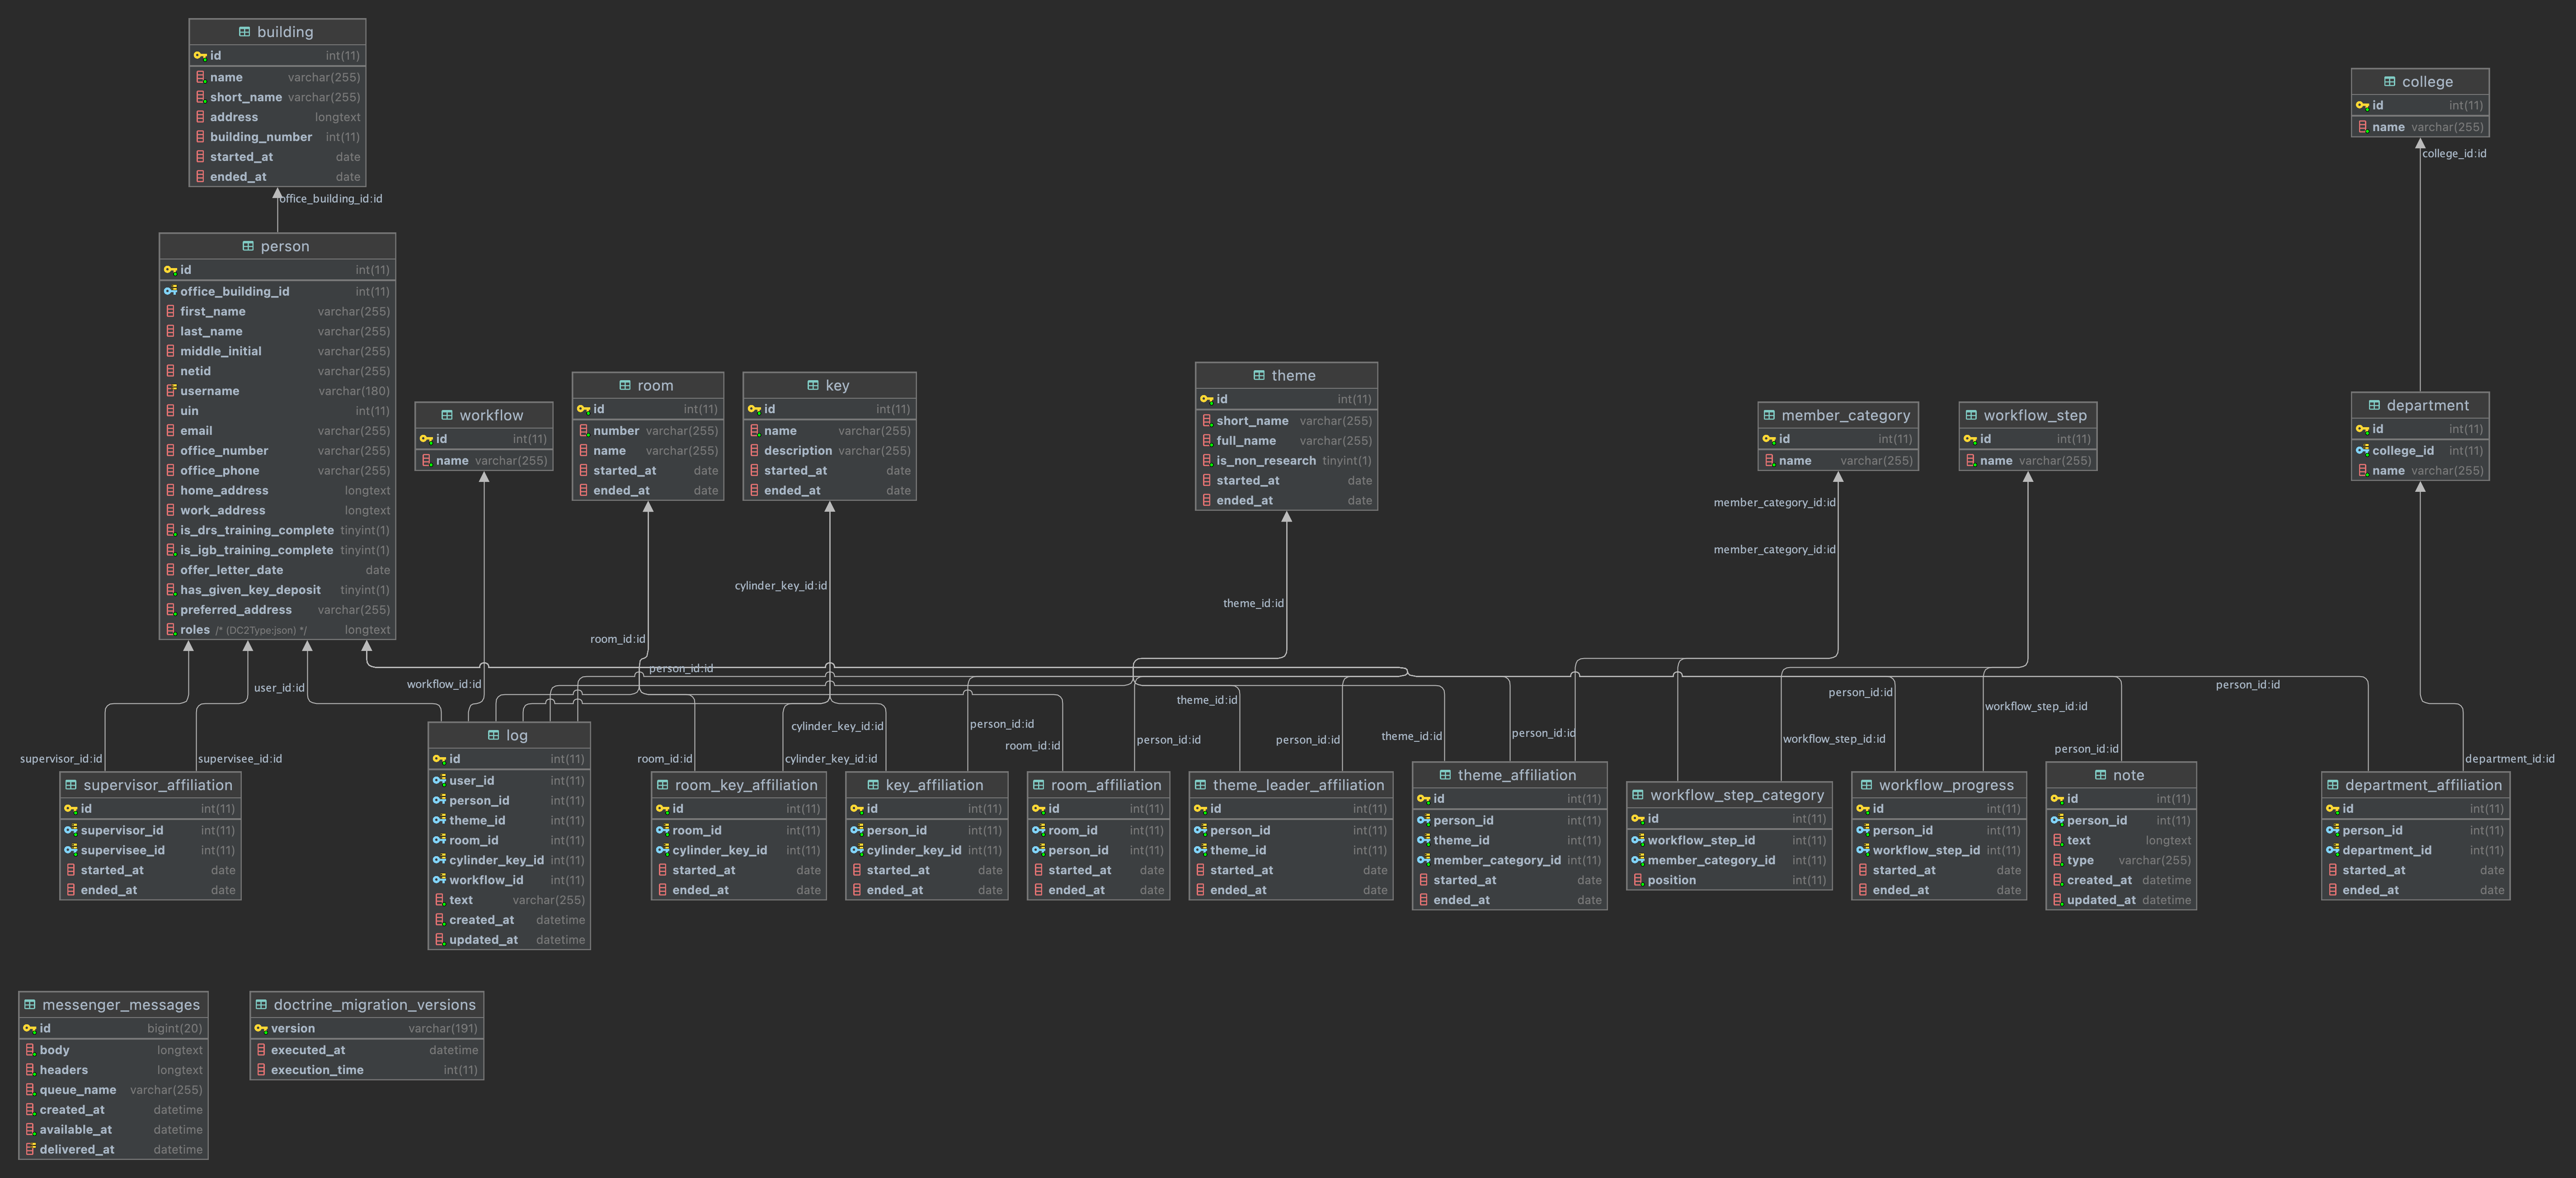 building
id int(11)
name varchar(255)
short_name varchar(255)
address longtext
building_number int(11)
started_at date
ended_at date
office_building_id:id
person
id int(11)
office_building_id int(11)
first_name varchar(255)
last_name varchar(255)
middle_initial varchar(255)
netid varchar(255)
username varchar(180)
uin int(11)
email varchar(255)
office_number varchar(255)
office_phone varchar(255)
home_address longtext
work_address longtext
is_drs_training_complete tinyint(1)
is_igb_training_complete tinyint(1)
offer_letter_date date
has_given_key_deposit tinyint(1)
preferred_address varchar(255)
roles /* (DC2Type:json) */ longtext
workflow
id int(11)
name varchar(255)
room
id int(11)
number varchar(255)
name varchar(255)
started_at date
ended_at date
key
id int(11)
name varchar(255)
description varchar(255)
started_at date
ended_at date
theme
id int(11)
short_name varchar(255)
full_name varchar(255)
is_non_research tinyint(1)
started_at date
ended_at date
member_category
id int(11)
name varchar(255)
workflow_step
id int(11)
name varchar(255)
college
id int(11)
name varchar(255)
college_id:id
department
id int(11)
college_id int(11)
name varchar(255)
member_category_id:id
member_category_id:id
cylinder_key_id:id
theme_id:id
room_id:id
person_id:id
user_id:id
workflow_id:id
theme_id:id
person_id:id
person_id:id
workflow_step_id:id
cylinder_key_id:id
person_id:id
room_id:id
person_id:id
person_id:id
theme_id:id
person_id:id
workflow_step_id:id
person_id:id
supervisor_id:id
supervisee_id:id
room_id:id
cylinder_key_id:id
department_id:id
supervisor_affiliation
id int(11)
supervisor_id int(11)
supervisee_id int(11)
started_at date
ended_at date
log
id int(11)
user_id int(11)
person_id int(11)
theme_id int(11)
room_id int(11)
cylinder_key_id int(11)
workflow_id int(11)
text varchar(255)
created_at datetime
updated_at datetime
room_key_affiliation
id int(11)
room_id int(11)
cylinder_key_id int(11)
started_at date
ended_at date
key_affiliation
id int(11)
person_id int(11)
cylinder_key_id int(11)
started_at date
ended_at date
room_affiliation
id int(11)
room_id int(11)
person_id int(11)
started_at date
ended_at date
theme_leader_affiliation
id int(11)
person_id int(11)
theme_id int(11)
started_at date
ended_at date
theme_affiliation
id int(11)
person_id int(11)
theme_id int(11)
member_category_id int(11)
started_at date
ended_at date
workflow_step_category
id int(11)
workflow_step_id int(11)
member_category_id int(11)
position int(11)
workflow_progress
id int(11)
person_id int(11)
workflow_step_id int(11)
started_at date
ended_at date
note
id int(11)
person_id int(11)
text longtext
type varchar(255)
created_at datetime
updated_at datetime
department_affiliation
id int(11)
person_id int(11)
department_id int(11)
started_at date
ended_at date
messenger_messages
id bigint(20)
body longtext
headers longtext
queue_name varchar(255)
created_at datetime
available_at datetime
delivered_at datetime
doctrine_migration_versions
version varchar(191)
executed_at datetime
execution_time int(11)